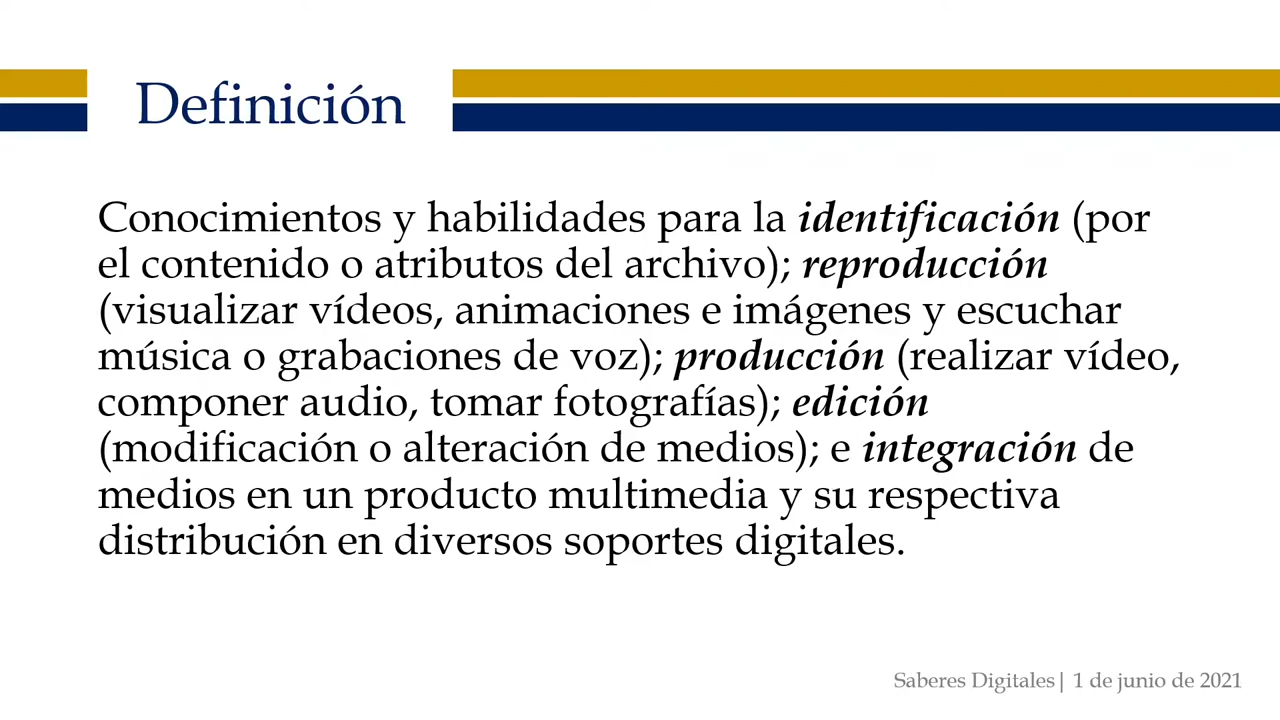 Definición
Conocimientos y habilidades para la identificación (por
el contenido o atributos del archivo); reproducción
(visualizar vídeos, animaciones e imágenes y escuchar
música o grabaciones de voz); producción (realizar vídeo,
componer audio, tomar fotografías); edición
(modificación o alteración de medios); e integración de
medios en un producto multimedia y su respectiva
distribución en diversos soportes digitales.
Saberes Digitales| 1 de junio de 2021